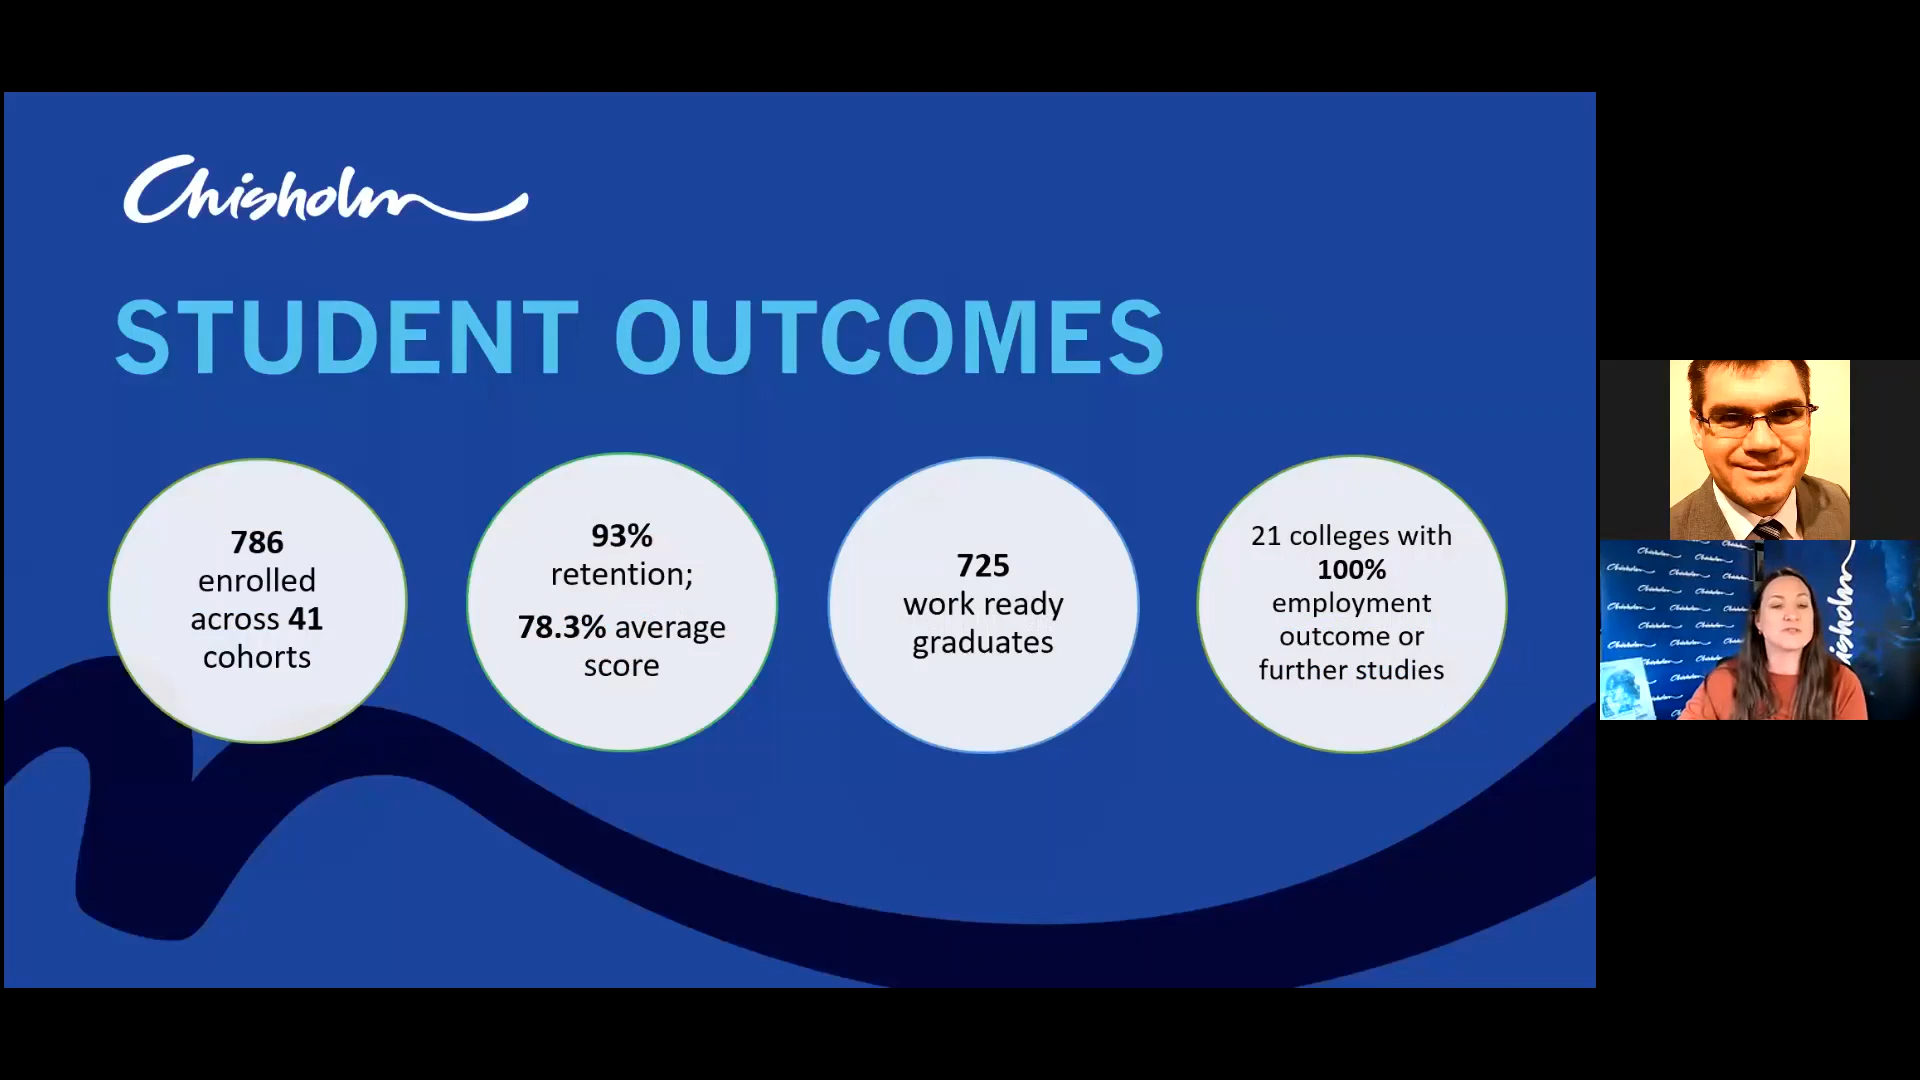 Chisholm
STUDENT OUTCOMES
786
enrolled
across 41
cohorts
93%
retention;
78.3% average
score
725
work ready
graduates
21 colleges with
100%
employment
outcome or
further studies